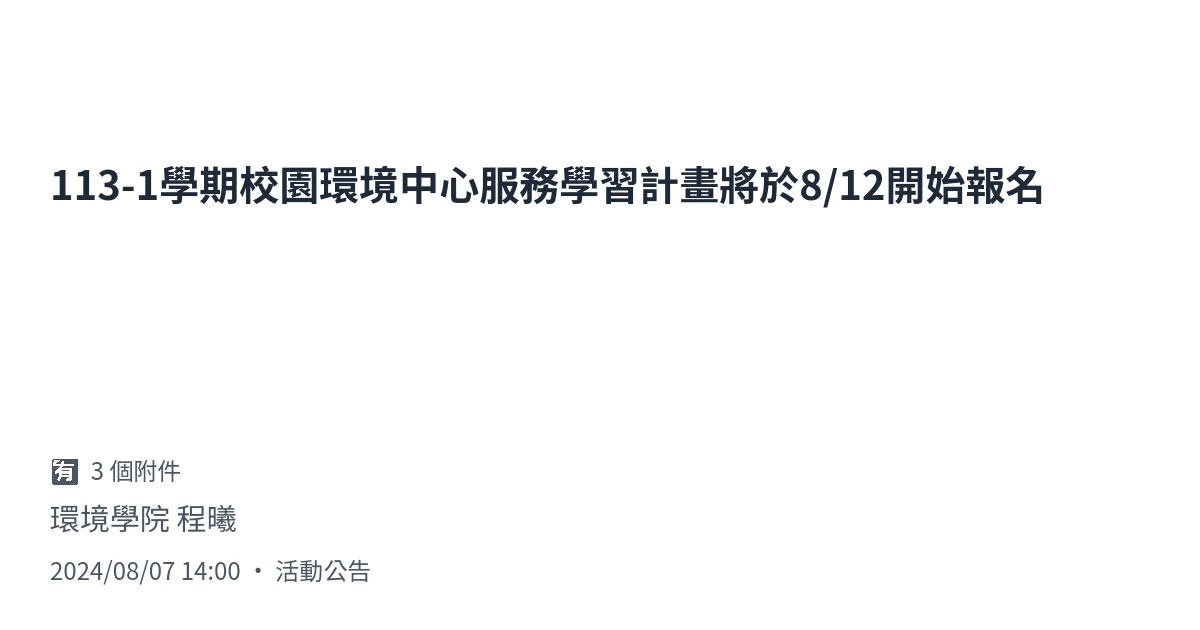 113-1學期校園環境中心服務學習計畫將於8/12開始報名
🈶 3 個附件
環境學院 程曦
2024/08/07 14:00 • 活動公告